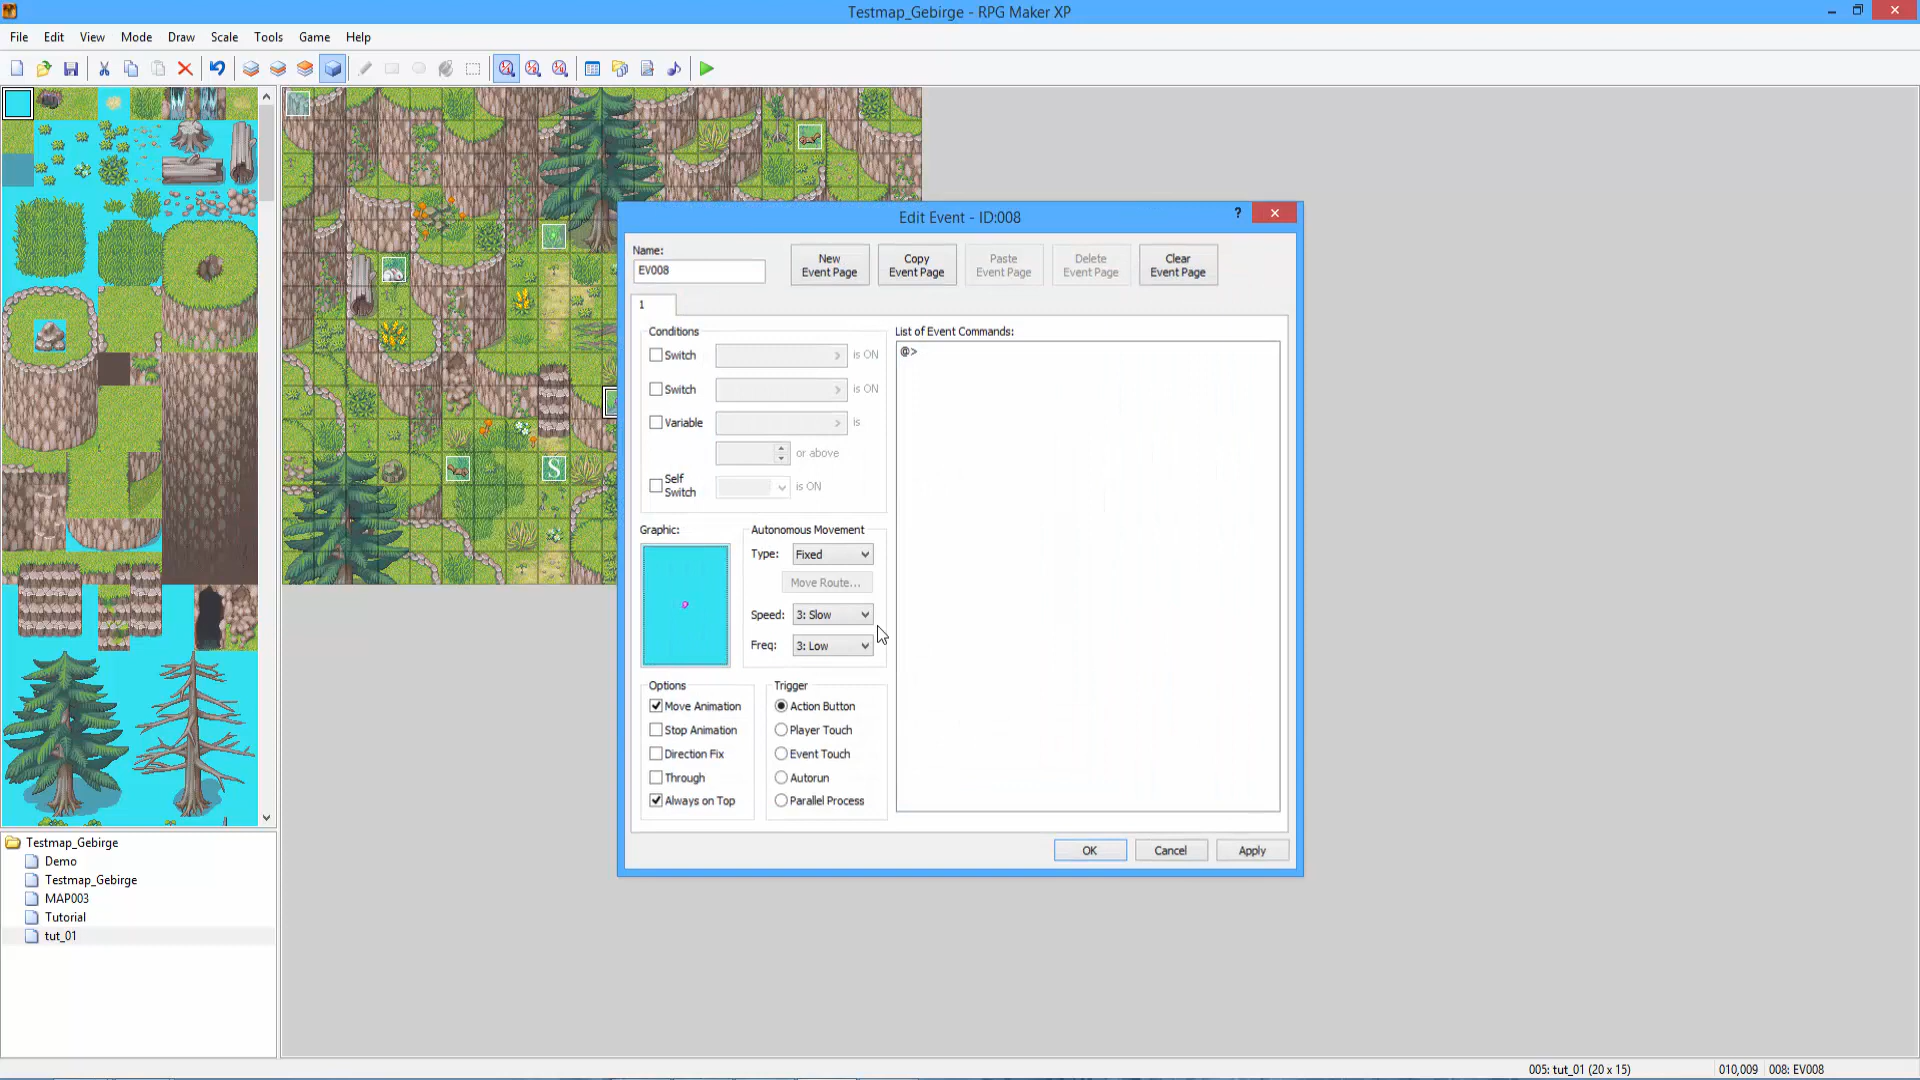 Testmap_Gebirge - RPG Maker XP
File Edit View Mode Draw Scale Tools Game Help
Edit Event - ID:008
?
Name:
EV008
New Event Page
Copy Event Page
Paste Event Page
Delete Event Page
Clear Event Page
1
Conditions
Switch is ON
Switch is ON
Variable is
or above
Self Switch is ON
List of Event Commands:
@>
Graphic:
Autonomous Movement
Type: Fixed
Move Route...
Speed: 3: Slow
Freq: 3: Low
Options
Move Animation
Stop Animation
Direction Fix
Through
Always on Top
Trigger
Action Button
Player Touch
Event Touch
Autorun
Parallel Process
OK Cancel Apply
S
Testmap_Gebirge
Demo
Testmap_Gebirge
MAP003
Tutorial
tut_01
005: tut_01 (20 x 15) 010,009 008: EV008